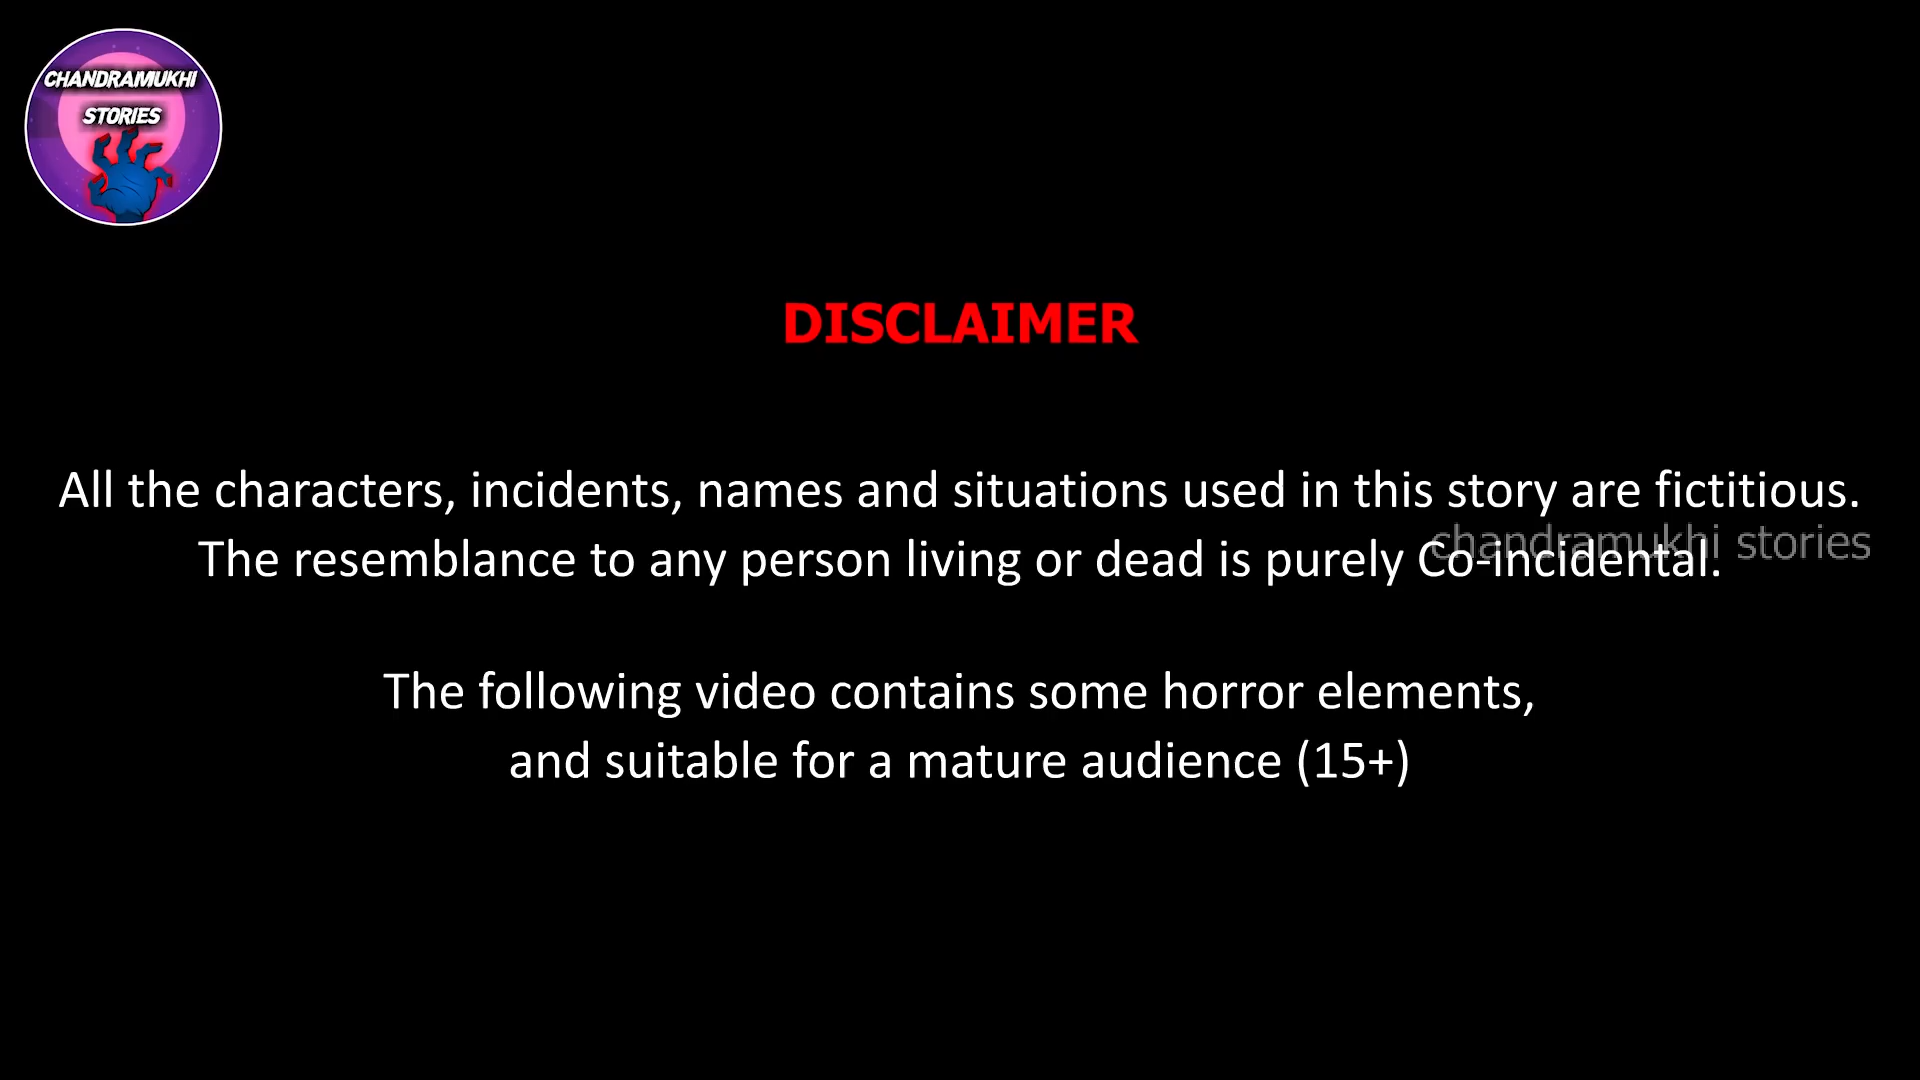 CHANDRAMUKHI
STORIES
DISCLAIMER
All the characters, incidents, names and situations used in this story are fictitious.
chandramukhi stories
The resemblance to any person living or dead is purely Co-incidental.
The following video contains some horror elements,
and suitable for a mature audience (15+)